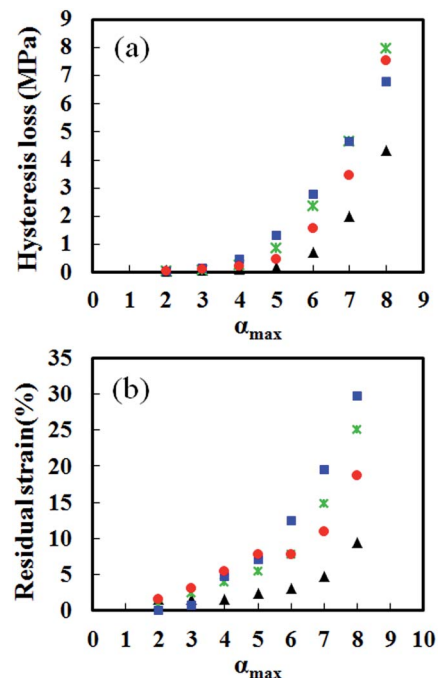 (a)
Hysteresis loss (MPa)
9
8
7
6
5
4
3
2
1
0
0 1 2 3 4 5 6 7 8 9
αmax
(b)
Residual strain(%)
35
30
25
20
15
10
5
0
0 1 2 3 4 5 6 7 8 9 10
αmax